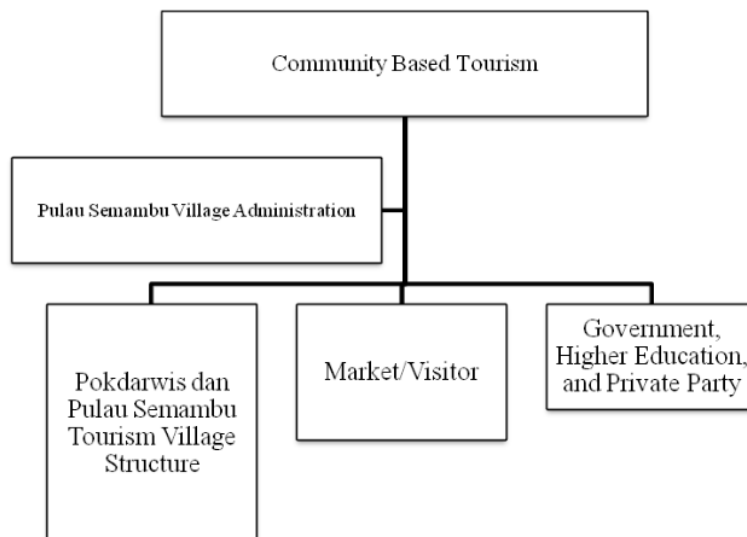 Community Based Tourism
Pulau Semambu Village Administration
Pokdarwis dan
Pulau Semambu
Tourism Village
Structure
Market/Visitor
Government,
Higher Education,
and Private Party